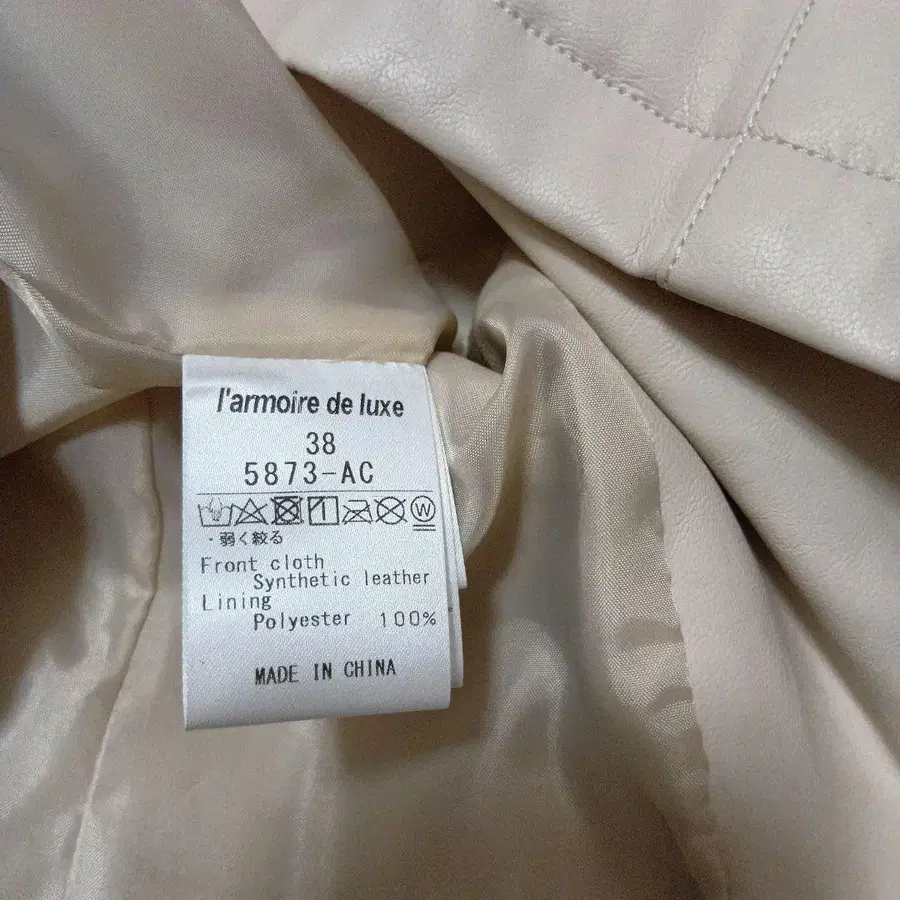 l'armoire de luxe
38
5873-AC
W
・弱く絞る
Front cloth
Synthetic leather
Lining
Polyester 100%
MADE IN CHINA